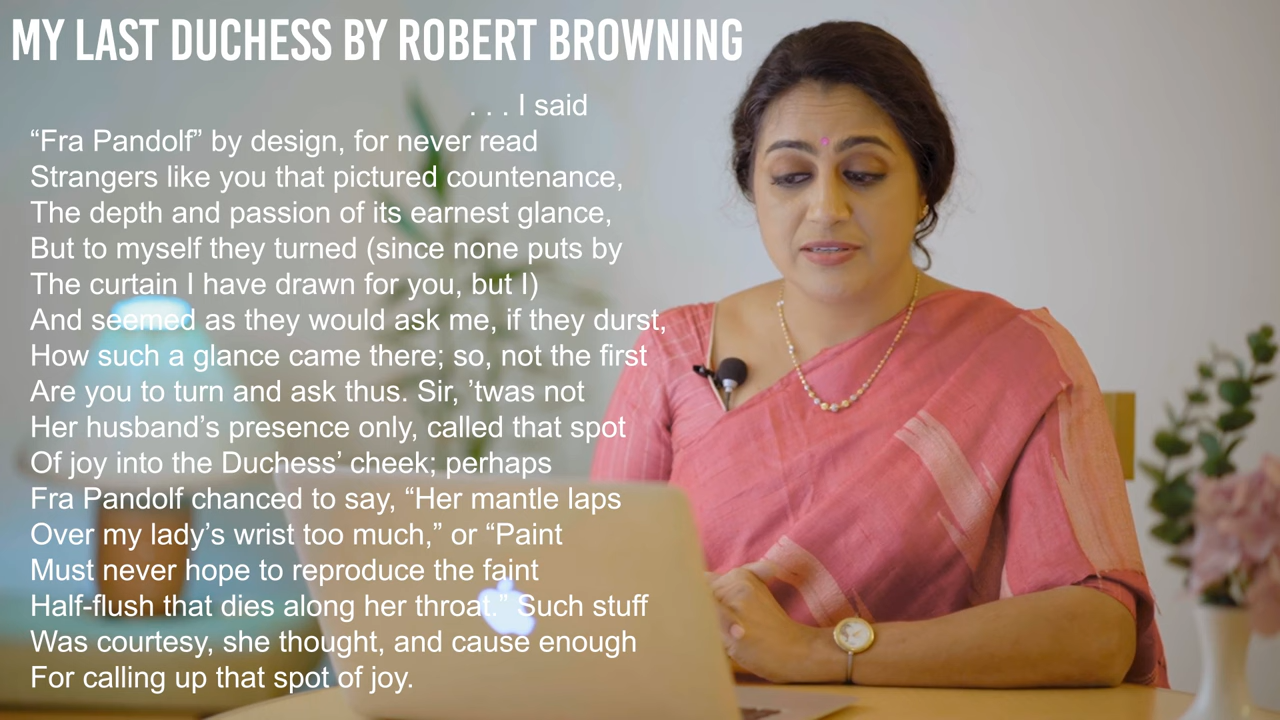 MY LAST DUCHESS BY ROBERT BROWNING
. . . I said
“Fra Pandolf” by design, for never read
Strangers like you that pictured countenance,
The depth and passion of its earnest glance,
But to myself they turned (since none puts by
The curtain I have drawn for you, but I)
And seemed as they would ask me, if they durst,
How such a glance came there; so, not the first
Are you to turn and ask thus. Sir, ’twas not
Her husband’s presence only, called that spot
Of joy into the Duchess’ cheek; perhaps
Fra Pandolf chanced to say, “Her mantle laps
Over my lady’s wrist too much,” or “Paint
Must never hope to reproduce the faint
Half-flush that dies along her throat.” Such stuff
Was courtesy, she thought, and cause enough
For calling up that spot of joy.